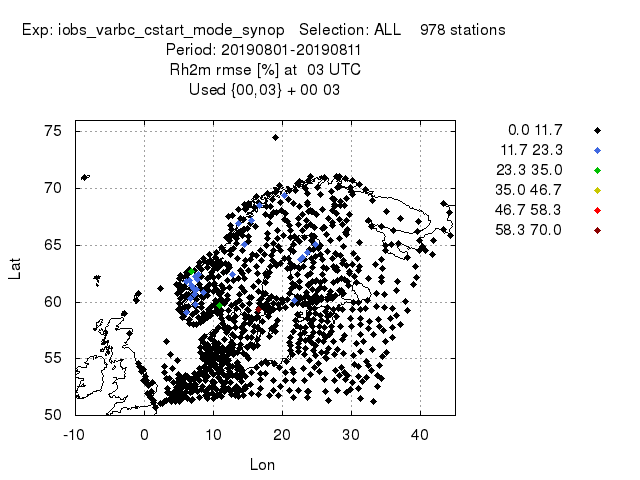 Exp: iobs_varbc_cstart_mode_synop Selection: ALL 978 stations
Period: 20190801-20190811
Rh2m rmse [%] at 03 UTC
Used {00,03} + 00 03
0.0 11.7
11.7 23.3
23.3 35.0
35.0 46.7
46.7 58.3
58.3 70.0
75
70
65
60
55
50
Lat
-10 0 10 20 30 40
Lon